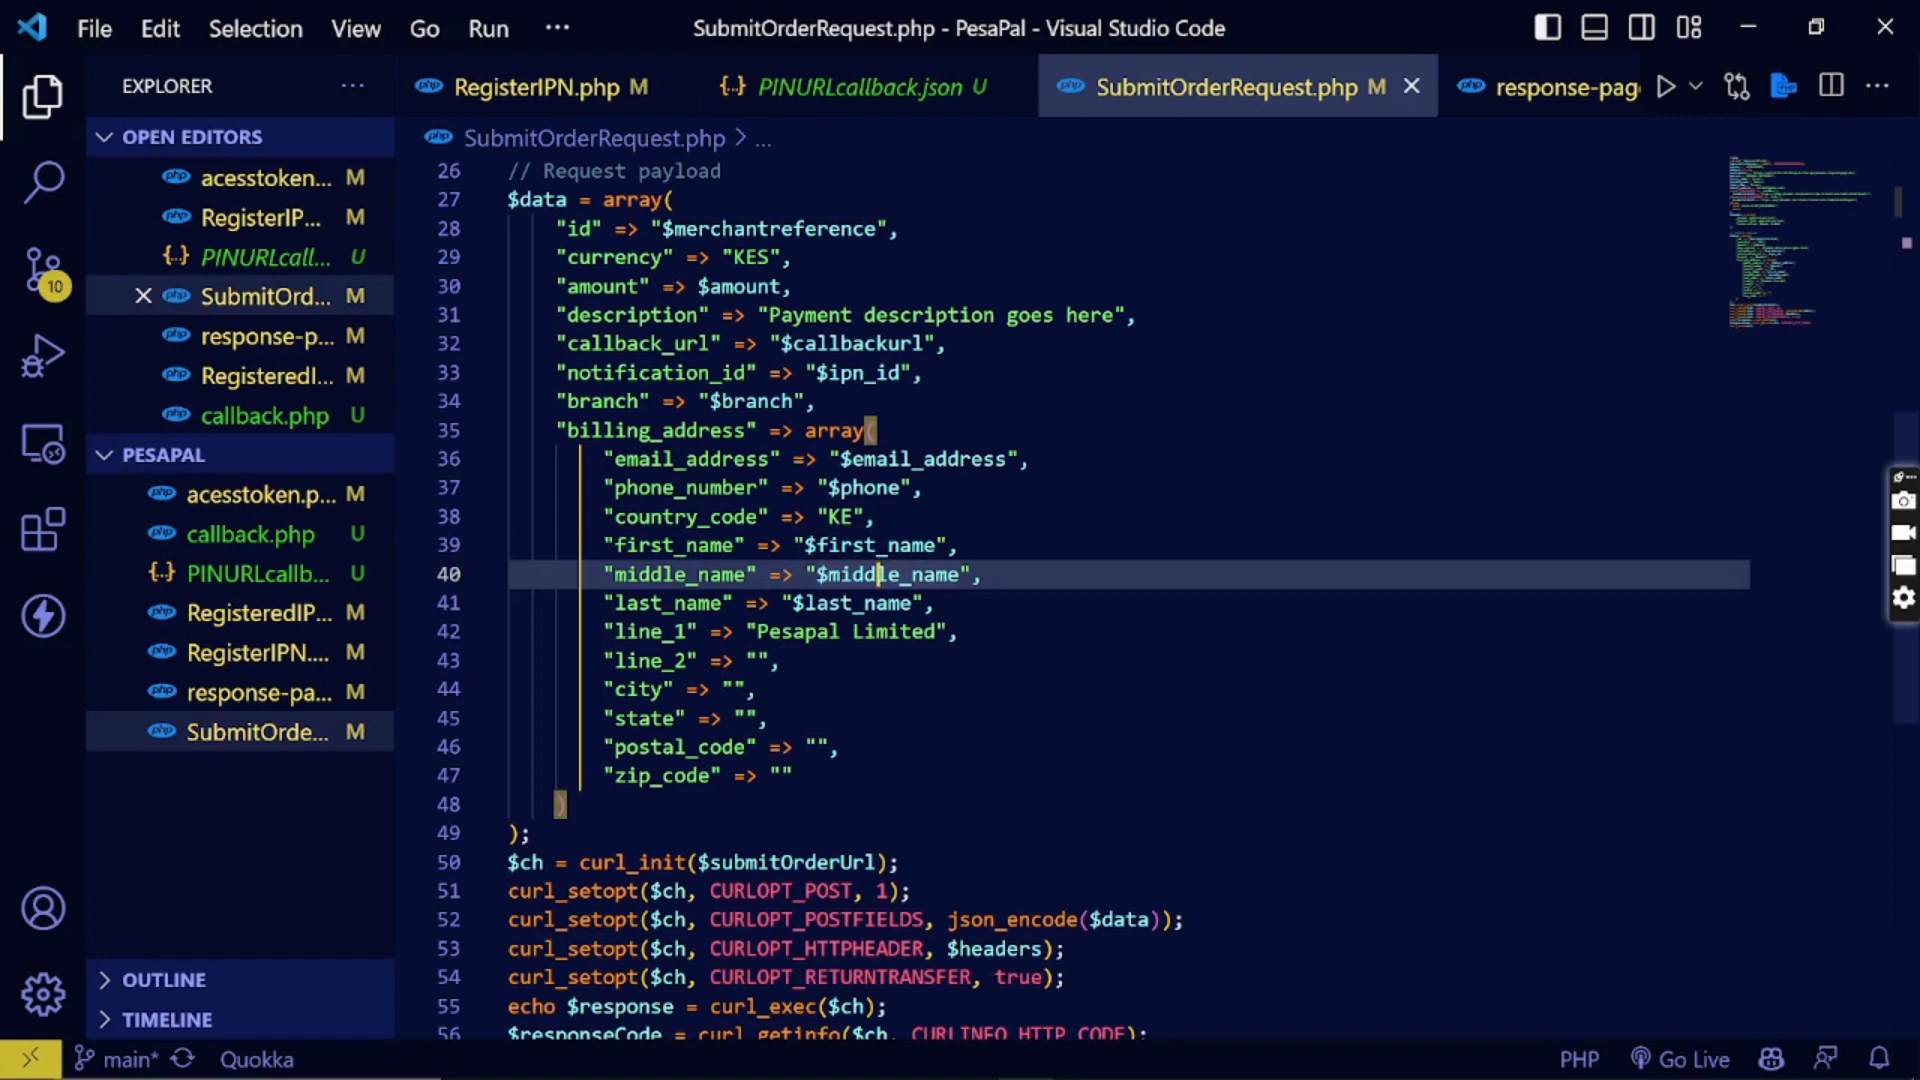 File Edit Selection View Go Run ··· SubmitOrderRequest.php - PesaPal - Visual Studio Code
EXPLORER ···
OPEN EDITORS
acesstoken... M
RegisterIP... M
{..} PINURLcall... U
SubmitOrd... M
response-p... M
RegisteredI... M
callback.php U
PESAPAL
acesstoken.p... M
callback.php U
{..} PINURLcallb... U
RegisteredIP... M
RegisterIPN.... M
response-pa... M
SubmitOrde... M
OUTLINE
TIMELINE
10
RegisterIPN.php M {..} PINURLcallback.json U SubmitOrderRequest.php M response-pag
SubmitOrderRequest.php > ...
26 // Request payload
27 $data = array(
28 "id" => "$merchantreference",
29 "currency" => "KES",
30 "amount" => $amount,
31 "description" => "Payment description goes here",
32 "callback_url" => "$callbackurl",
33 "notification_id" => "$ipn_id",
34 "branch" => "$branch",
35 "billing_address" => array(
36 "email_address" => "$email_address",
37 "phone_number" => "$phone",
38 "country_code" => "KE",
39 "first_name" => "$first_name",
40 "middle_name" => "$middle_name",
41 "last_name" => "$last_name",
42 "line_1" => "Pesapal Limited",
43 "line_2" => "",
44 "city" => "",
45 "state" => "",
46 "postal_code" => "",
47 "zip_code" => ""
48 )
49 );
50 $ch = curl_init($submitOrderUrl);
51 curl_setopt($ch, CURLOPT_POST, 1);
52 curl_setopt($ch, CURLOPT_POSTFIELDS, json_encode($data));
53 curl_setopt($ch, CURLOPT_HTTPHEADER, $headers);
54 curl_setopt($ch, CURLOPT_RETURNTRANSFER, true);
55 echo $response = curl_exec($ch);
56 $responseCode = curl_getinfo($ch, CURLINFO_HTTP_CODE);
main* Quokka PHP Go Live